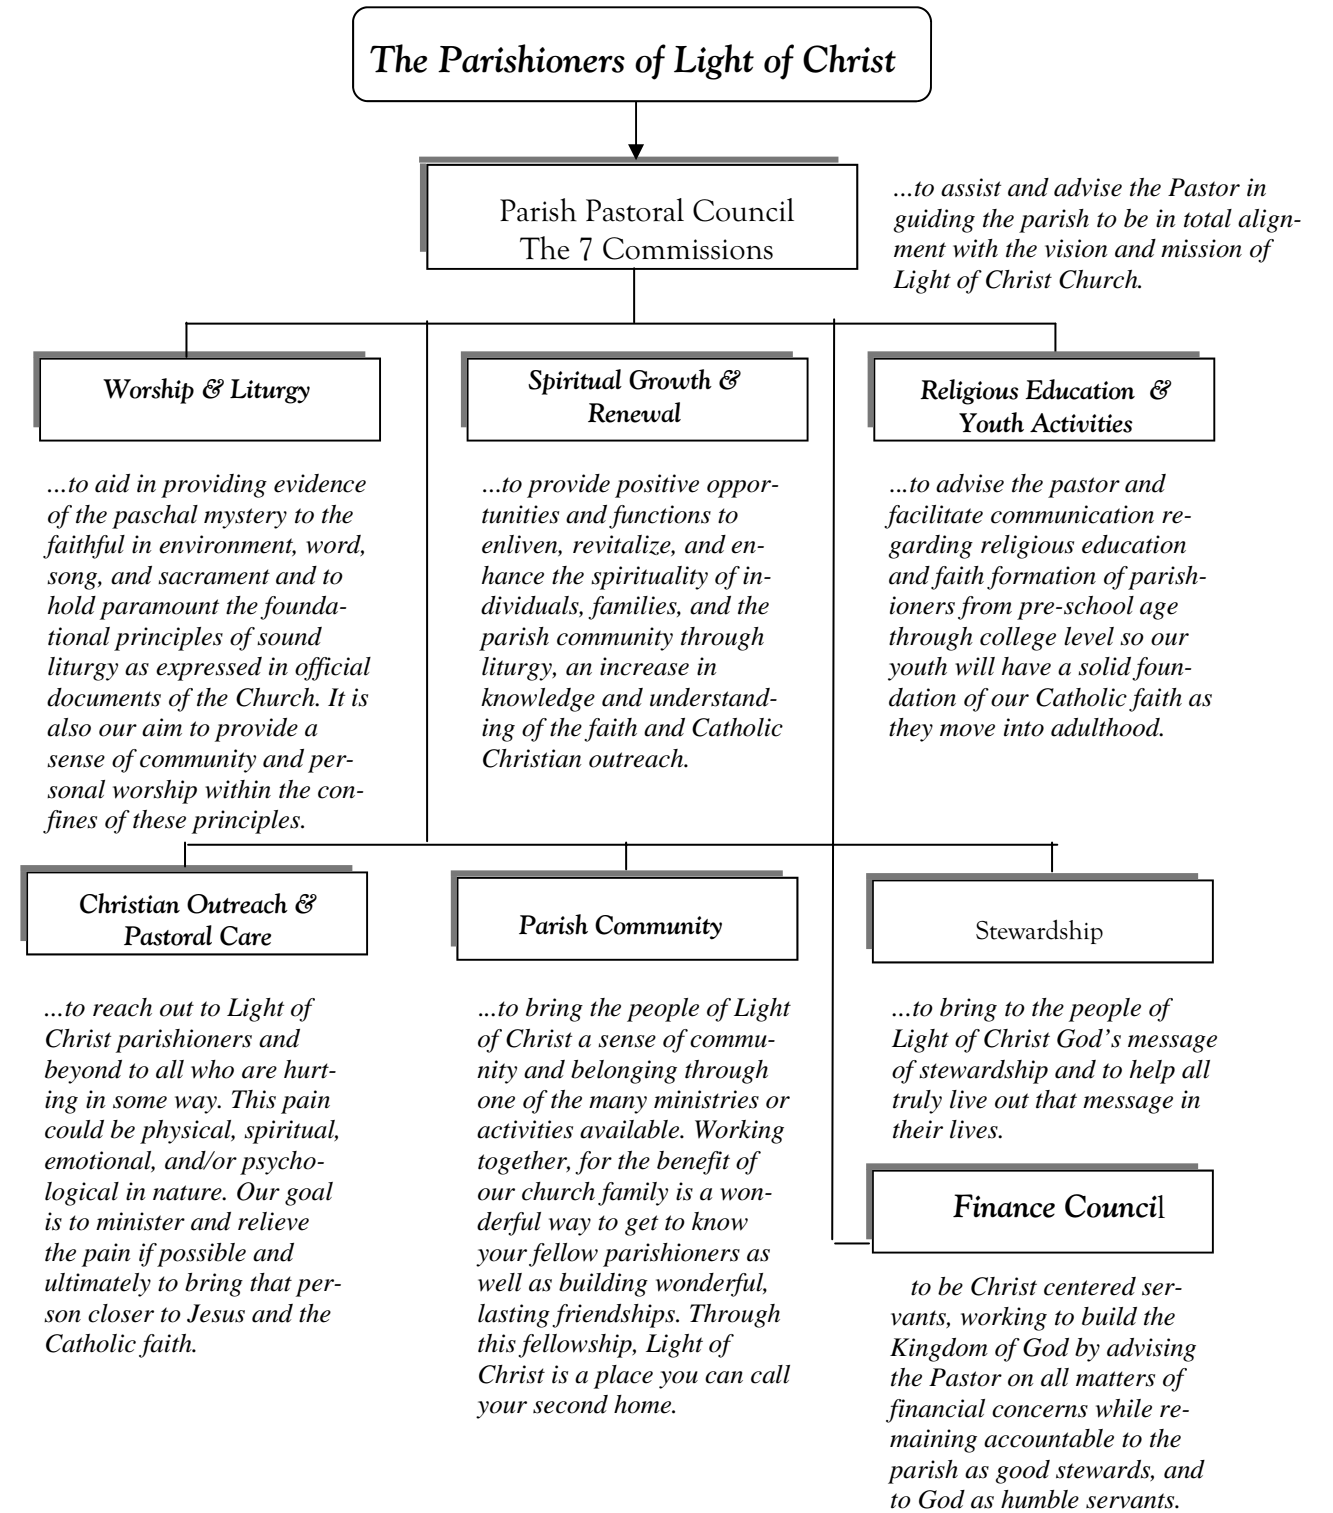 The Parishioners of Light of Christ
Parish Pastoral Council
The 7 Commissions
...to assist and advise the Pastor in
guiding the parish to be in total align-
ment with the vision and mission of
Light of Christ Church.
Worship & Liturgy
...to aid in providing evidence
of the paschal mystery to the
faithful in environment, word,
song, and sacrament and to
hold paramount the founda-
tional principles of sound
liturgy as expressed in official
documents of the Church. It is
also our aim to provide a
sense of community and per-
sonal worship within the con-
fines of these principles.
Spiritual Growth &
Renewal
...to provide positive oppor-
tunities and functions to
enliven, revitalize, and en-
hance the spirituality of in-
dividuals, families, and the
parish community through
liturgy, an increase in
knowledge and understand-
ing of the faith and Catholic
Christian outreach.
Religious Education &
Youth Activities
...to advise the pastor and
facilitate communication re-
garding religious education
and faith formation of parish-
ioners from pre-school age
through college level so our
youth will have a solid foun-
dation of our Catholic faith as
they move into adulthood.
Christian Outreach &
Pastoral Care
...to reach out to Light of
Christ parishioners and
beyond to all who are hurt-
ing in some way. This pain
could be physical, spiritual,
emotional, and/or psycho-
logical in nature. Our goal
is to minister and relieve
the pain if possible and
ultimately to bring that per-
son closer to Jesus and the
Catholic faith.
Parish Community
...to bring the people of Light
of Christ a sense of commu-
nity and belonging through
one of the many ministries or
activities available. Working
together, for the benefit of
our church family is a won-
derful way to get to know
your fellow parishioners as
well as building wonderful,
lasting friendships. Through
this fellowship, Light of
Christ is a place you can call
your second home.
Stewardship
...to bring to the people of
Light of Christ God's message
of stewardship and to help all
truly live out that message in
their lives.
Finance Council
to be Christ centered ser-
vants, working to build the
Kingdom of God by advising
the Pastor on all matters of
financial concerns while re-
maining accountable to the
parish as good stewards, and
to God as humble servants.